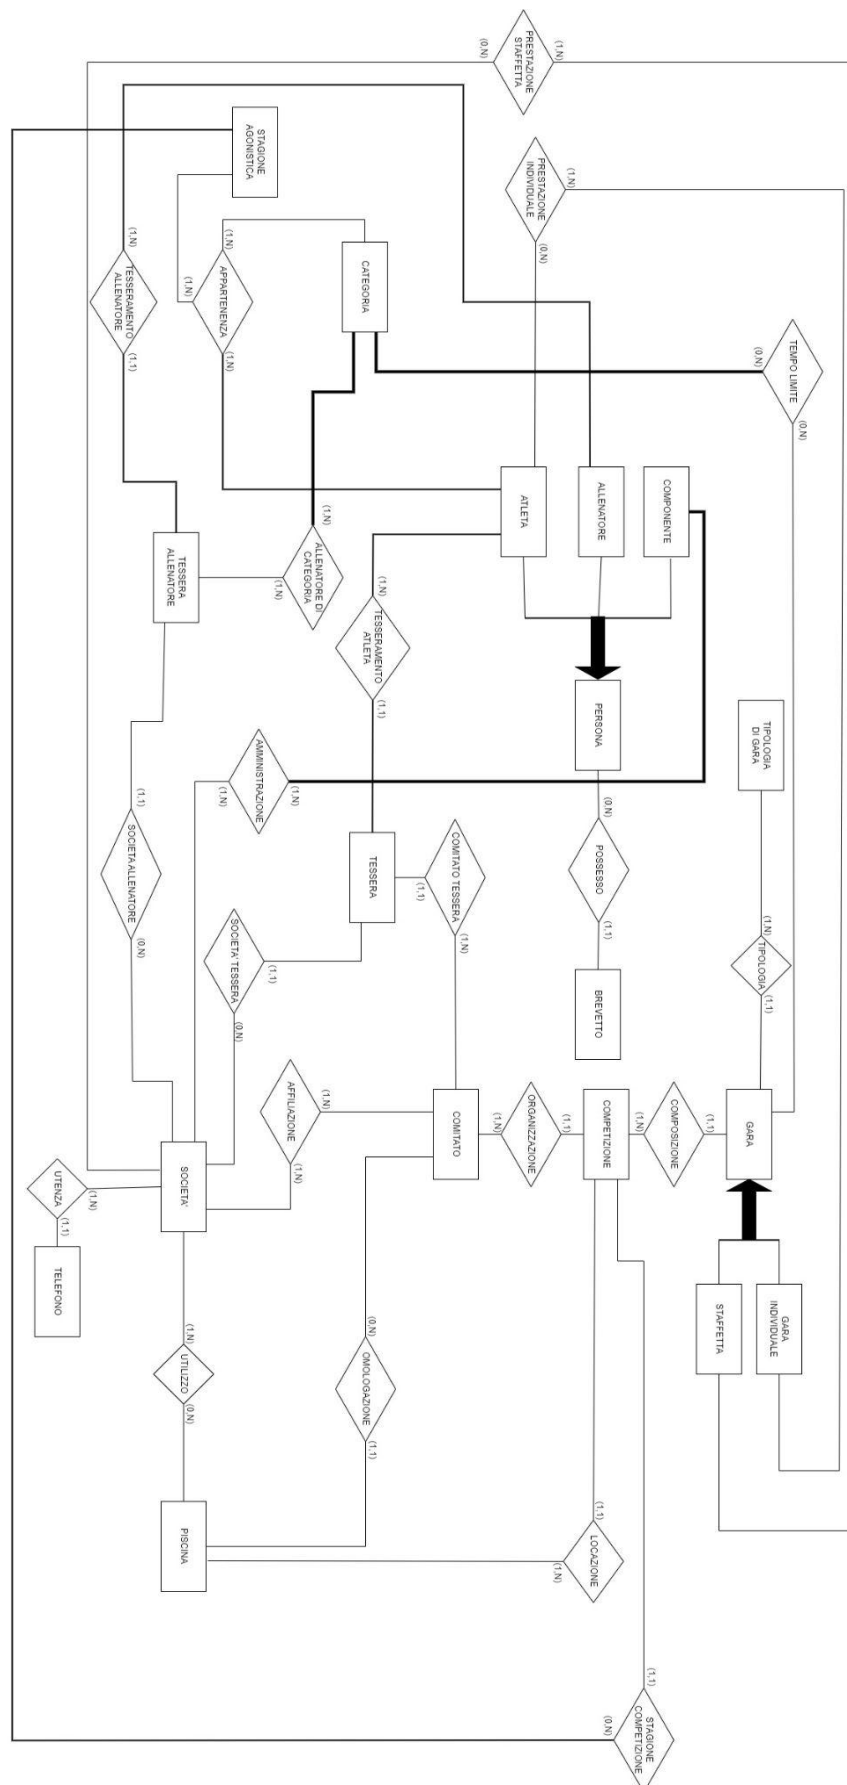 (1,N)
PRESTAZIONE
STAFFETTA
(0,N)
STAGIONE
AGONISTICA
(1,N)
PRESTAZIONE
INDIVIDUALE
(0,N)
(1,N)
TESSERAMENTO
ALLENATORE
(1,1)
(1,N)
(1,N)
APPARTENENZA
(1,N)
CATEGORIA
(0,N)
TEMPO LIMITE
(0,N)
COMPONENTE
ALLENATORE
ATLETA
TESSERA
ALLENATORE
(1,N)
ALLENATORE DI
CATEGORIA
(1,N)
(1,N)
TESSERAMENTO
ATLETA
(1,1)
PERSONA
TIPOLOGIA
DI GARA
(1,N)
AMMINISTRAZIONE
(1,N)
(1,1)
SOCIETA ALLENATORE
(0,N)
TESSERA
(1,1)
COMITATO TESSERA
(1,N)
(0,N)
POSSESSO
(1,1)
BREVETTO
(1,N)
TIPOLOGIA
(1,1)
(1,1)
SOCIETA' TESSERA
(0,N)
(1,N)
AFFILIAZIONE
(1,N)
GARA
(1,1)
COMPOSIZIONE
(1,N)
COMPETIZIONE
(1,1)
ORGANIZZAZIONE
(1,N)
COMITATO
SOCIETA'
(1,N)
UTENZA
(1,1)
TELEFONO
GARA
INDIVIDUALE
STAFFETTA
(1,N)
UTILIZZO
(0,N)
(0,N)
OMOLOGAZIONE
(1,1)
PISCINA
(1,1)
LOCAZIONE
(1,N)
(1,1)
STAGIONE
COMPETIZIONE
(0,N)